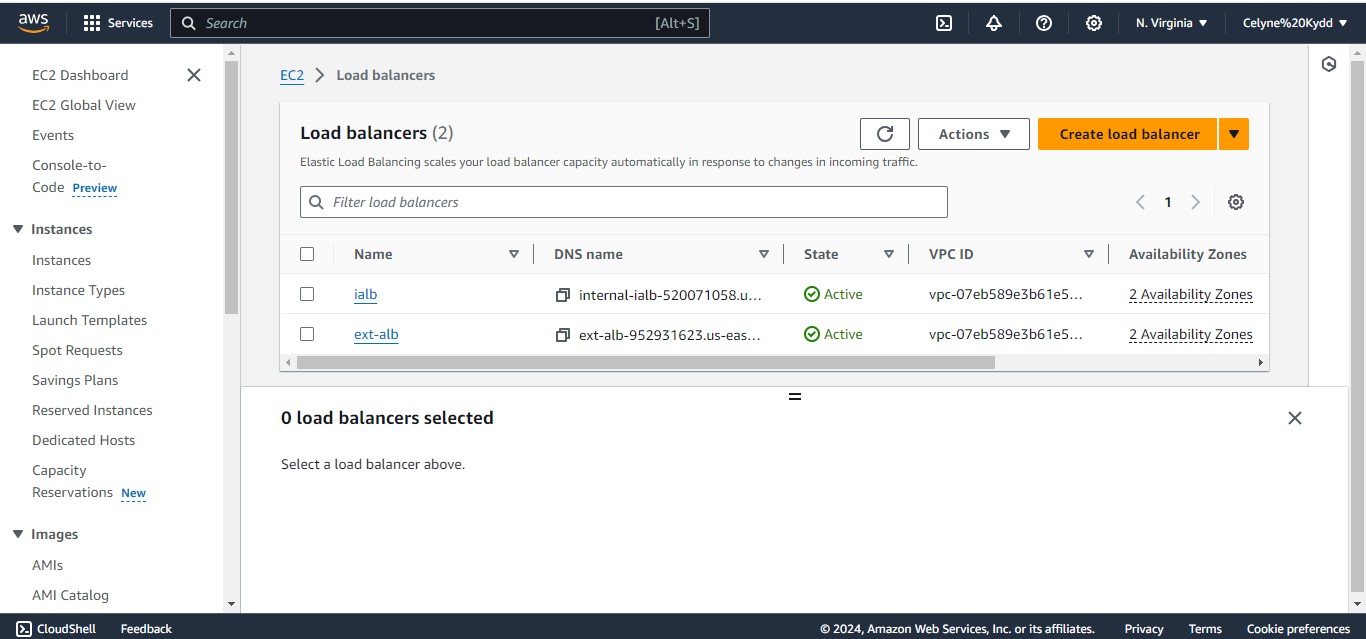 aws
Services
Search [Alt+S]
N. Virginia
Celyne%20Kydd
EC2 Dashboard
EC2 Global View
Events
Console-to-
Code Preview
Instances
Instances
Instance Types
Launch Templates
Spot Requests
Savings Plans
Reserved Instances
Dedicated Hosts
Capacity
Reservations New
Images
AMIs
AMI Catalog
EC2 Load balancers
Load balancers (2)
Actions
Create load balancer
Elastic Load Balancing scales your load balancer capacity automatically in response to changes in incoming traffic.
Filter load balancers
1
Name DNS name State VPC ID Availability Zones
ialb internal-ialb-520071058.u... Active vpc-07eb589e3b61e5... 2 Availability Zones
ext-alb ext-alb-952931623.us-eas... Active vpc-07eb589e3b61e5... 2 Availability Zones
0 load balancers selected
Select a load balancer above.
CloudShell Feedback © 2024, Amazon Web Services, Inc. or its affiliates. Privacy Terms Cookie preferences